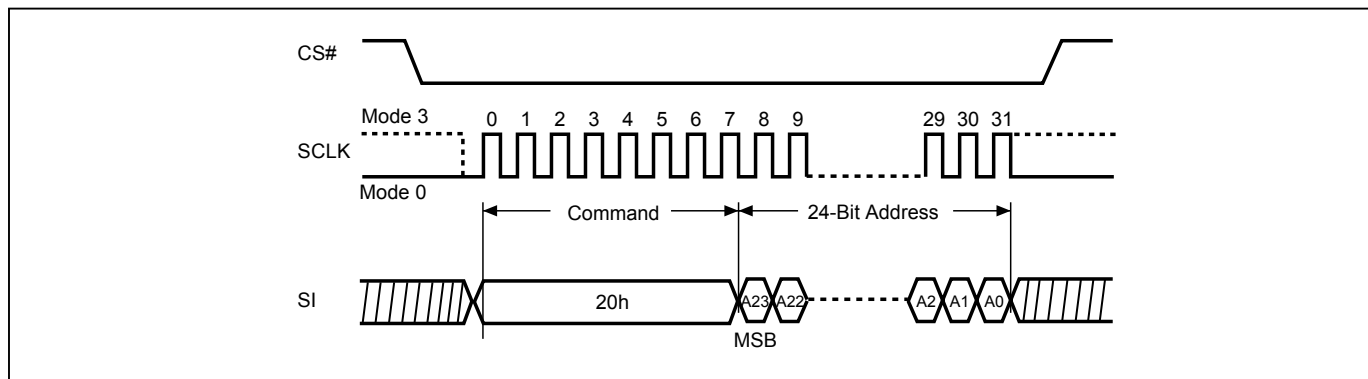 CS#
Mode 3
0 1 2 3 4 5 6 7 8 9 29 30 31
SCLK
Mode 0
Command 24-Bit Address
SI 20h A23 A22 A2 A1 A0
MSB